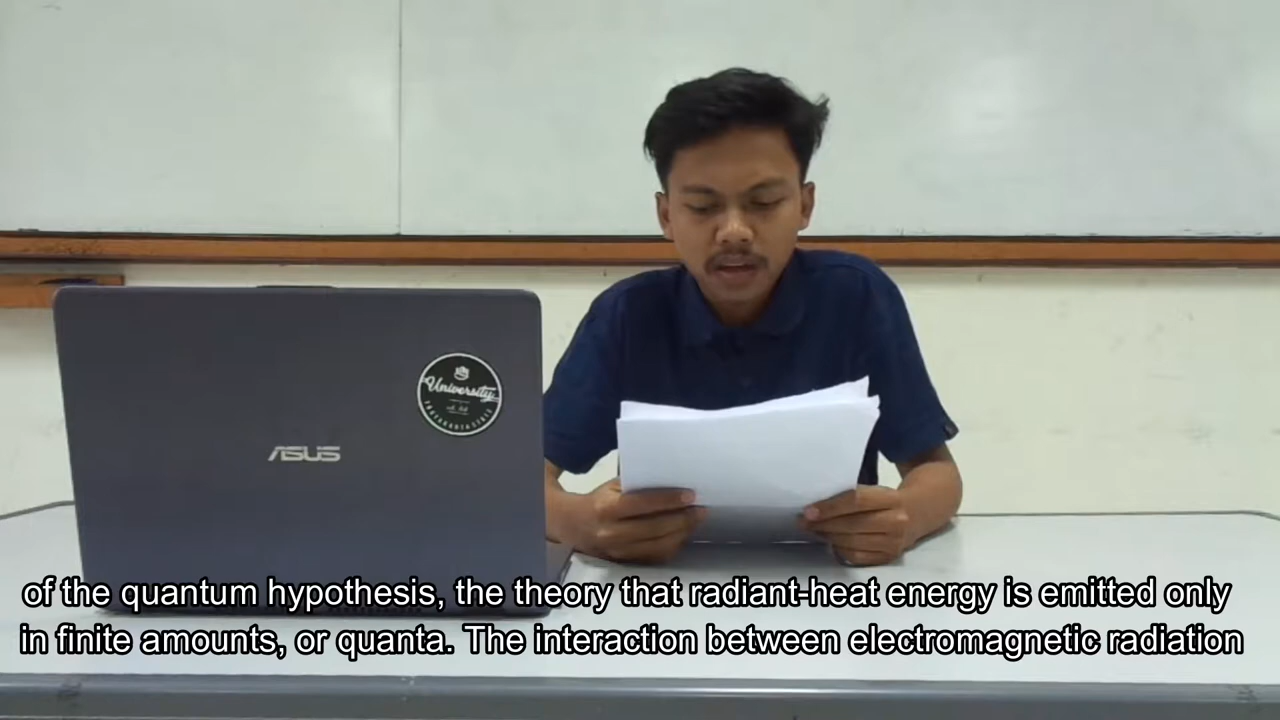 University
ASUS
of the quantum hypothesis, the theory that radiant-heat energy is emitted only
in finite amounts, or quanta. The interaction between electromagnetic radiation